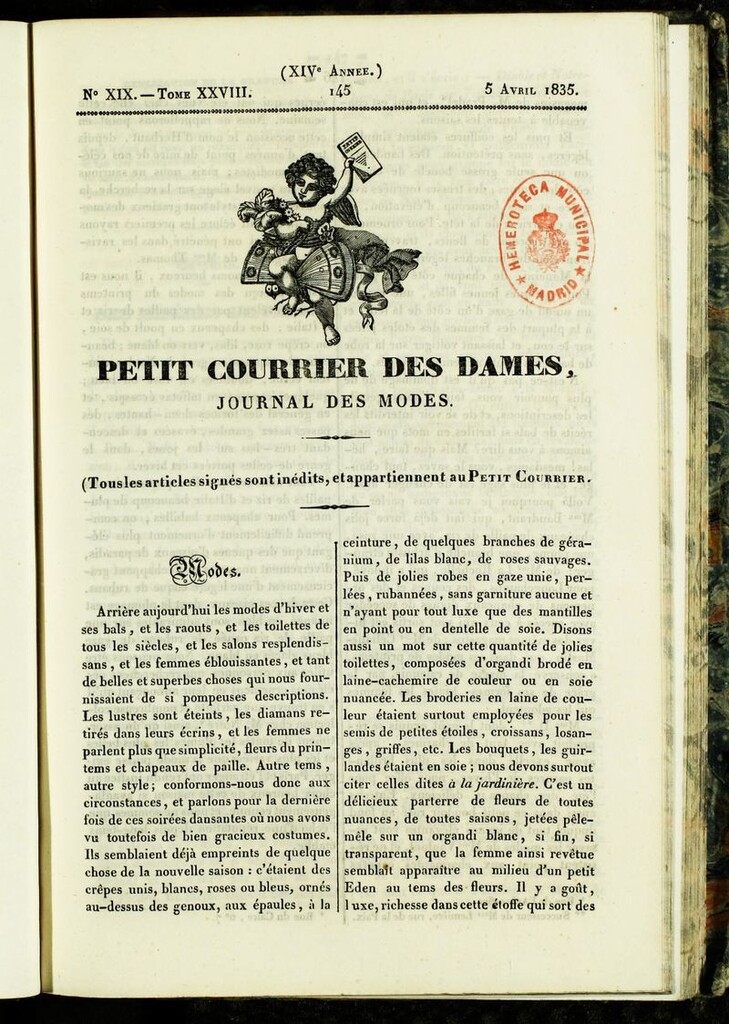 (XIVe ANNEE.)
No XIX. — TOME XXVIII. 145 5 AVRIL 1835.
PETIT COURRIER
HEMEROTECA MUNICIPAL
* MADRID *
PETIT COURRIER DES DAMES,
JOURNAL DES MODES.
(Tous les articles signés sont inédits, et appartiennent au PETIT COURRIER.
Modes.
Arrière aujourd'hui les modes d'hiver et
ses bals, et les raouts, et les toilettes de
tous les siècles, et les salons resplendis-
sans, et les femmes éblouissantes, et tant
de belles et superbes choses qui nous four-
nissaient de si pompeuses descriptions.
Les lustres sont éteints, les diamans re-
tirés dans leurs écrins, et les femmes ne
parlent plus que simplicité, fleurs du prin-
tems et chapeaux de paille. Autre tems,
autre style; conformons-nous donc aux
circonstances, et parlons pour la dernière
fois de ces soirées dansantes où nous avons
vu toutefois de bien gracieux costumes.
Ils semblaient déjà empreints de quelque
chose de la nouvelle saison : c'étaient des
crêpes unis, blancs, roses ou bleus, ornés
au-dessus des genoux, aux épaules, à la
ceinture, de quelques branches de géra-
nium, de lilas blanc, de roses sauvages.
Puis de jolies robes en gaze unie, per-
lées, rubannées, sans garniture aucune et
n'ayant pour tout luxe que des mantilles
en point ou en dentelle de soie. Disons
aussi un mot sur cette quantité de jolies
toilettes, composées d'organdi brodé en
laine-cachemire de couleur ou en soie
nuancée. Les broderies en laine de cou-
leur étaient surtout employées pour les
semis de petites étoiles, croissans, losan-
ges, griffes, etc. Les bouquets, les guir-
landes étaient en soie; nous devons surtout
citer celles dites à la jardinière. C'est un
délicieux parterre de fleurs de toutes
nuances, de toutes saisons, jetées pêle-
mêle sur un organdi blanc, si fin, si
transparent, que la femme ainsi revêtue
semblait apparaître au milieu d'un petit
Eden au tems des fleurs. Il y a goût,
luxe, richesse dans cette étoffe qui sort des